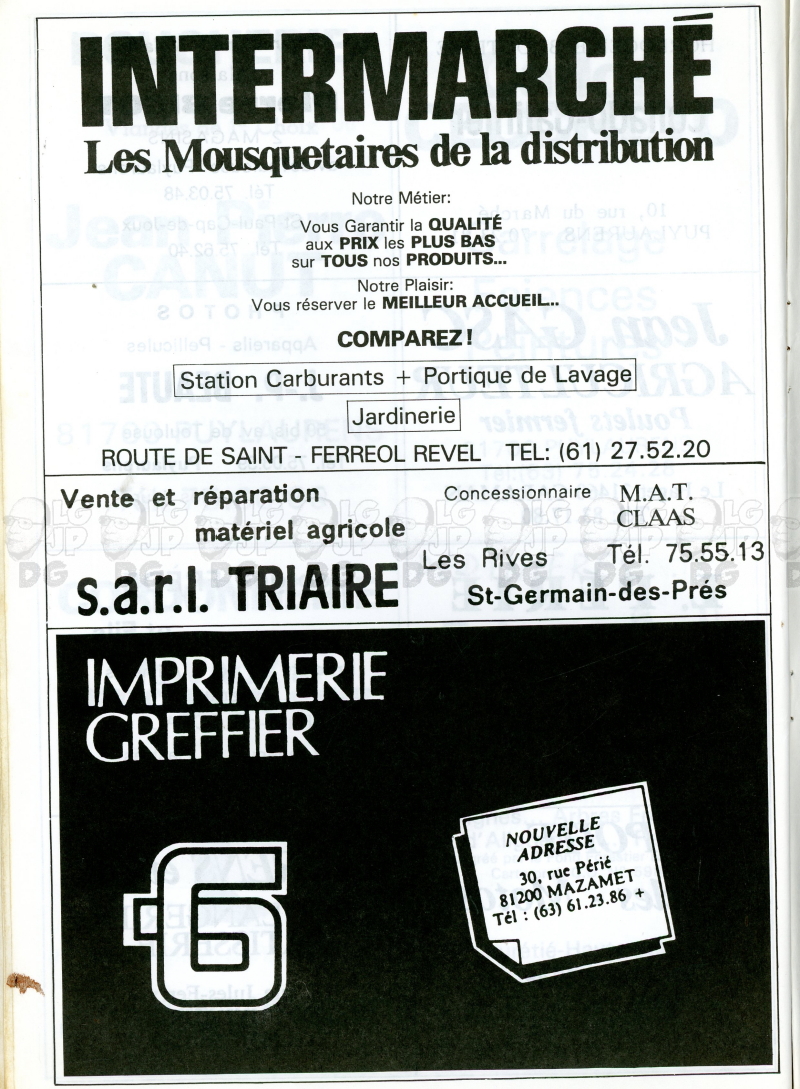 INTERMARCHÉ
Les Mousquetaires de la distribution
Notre Métier:
Vous Garantir la QUALITÉ
aux PRIX les PLUS BAS
sur TOUS nos PRODUITS...
Notre Plaisir:
Vous réserver le MEILLEUR ACCUEIL..
COMPAREZ!
Station Carburants + Portique de Lavage
Jardinerie
ROUTE DE SAINT - FERREOL REVEL TEL: (61) 27.52.20
Vente et réparation
matériel agricole
s.a.r.l. TRIAIRE
Concessionnaire M.A.T.
CLAAS
Les Rives Tél. 75.55.13
St-Germain-des-Prés
IMPRIMERIE
GREFFIER
G
NOUVELLE
ADRESSE
30, rue Périé
81200 MAZAMET
Tél : (63) 61.23.86 +